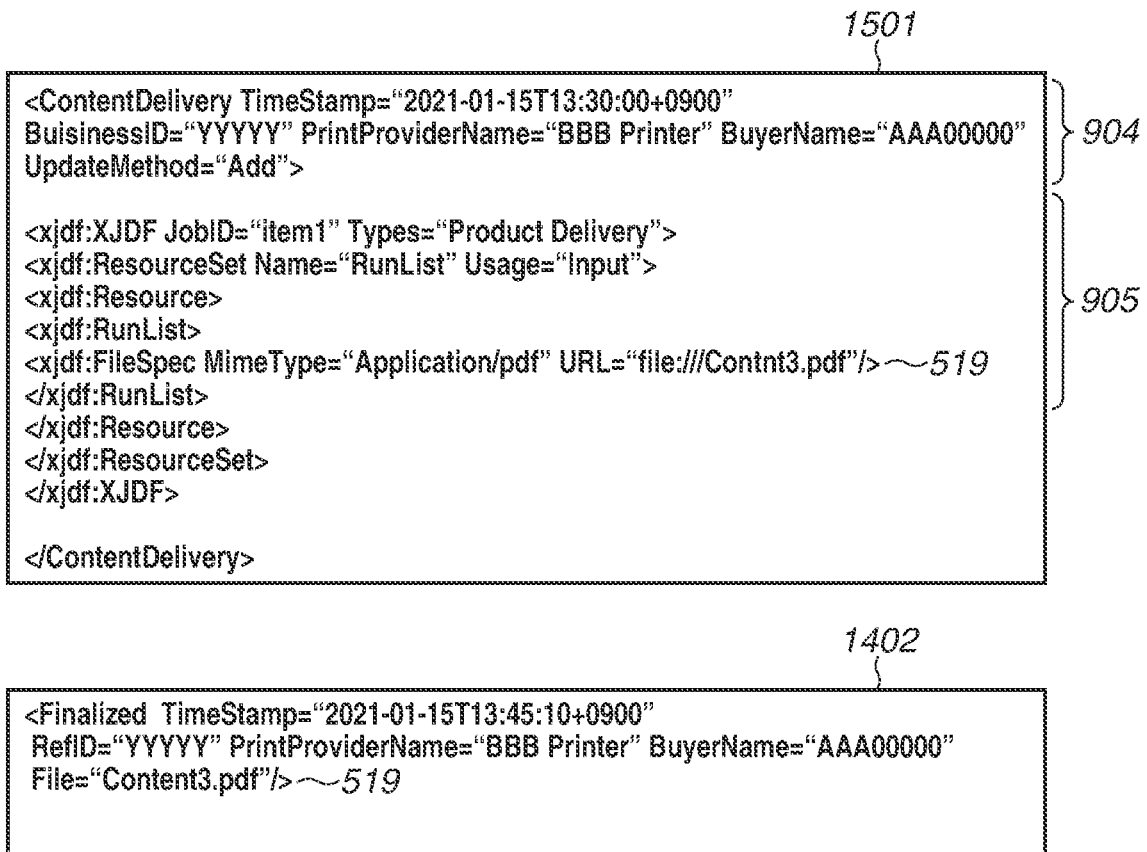 1501
<ContentDelivery TimeStamp=“2021-01-15T13:30:00+0900”
BuisinessID=“YYYYY” PrintProviderName=“BBB Printer” BuyerName=“AAA00000”
UpdateMethod=“Add”>
904
<xjdf:XJDF JobID=“item1” Types=“Product Delivery”>
<xjdf:ResourceSet Name=“RunList” Usage=“Input”>
<xjdf:Resource>
<xjdf:RunList>
<xjdf:FileSpec MimeType=“Application/pdf” URL=“file:///Contnt3.pdf”/> 519
</xjdf:RunList>
</xjdf:Resource>
</xjdf:ResourceSet>
</xjdf:XJDF>
905
</ContentDelivery>
1402
<Finalized TimeStamp=“2021-01-15T13:45:10+0900”
RefID=“YYYYY” PrintProviderName=“BBB Printer” BuyerName=“AAA00000”
File=“Content3.pdf”/> 519